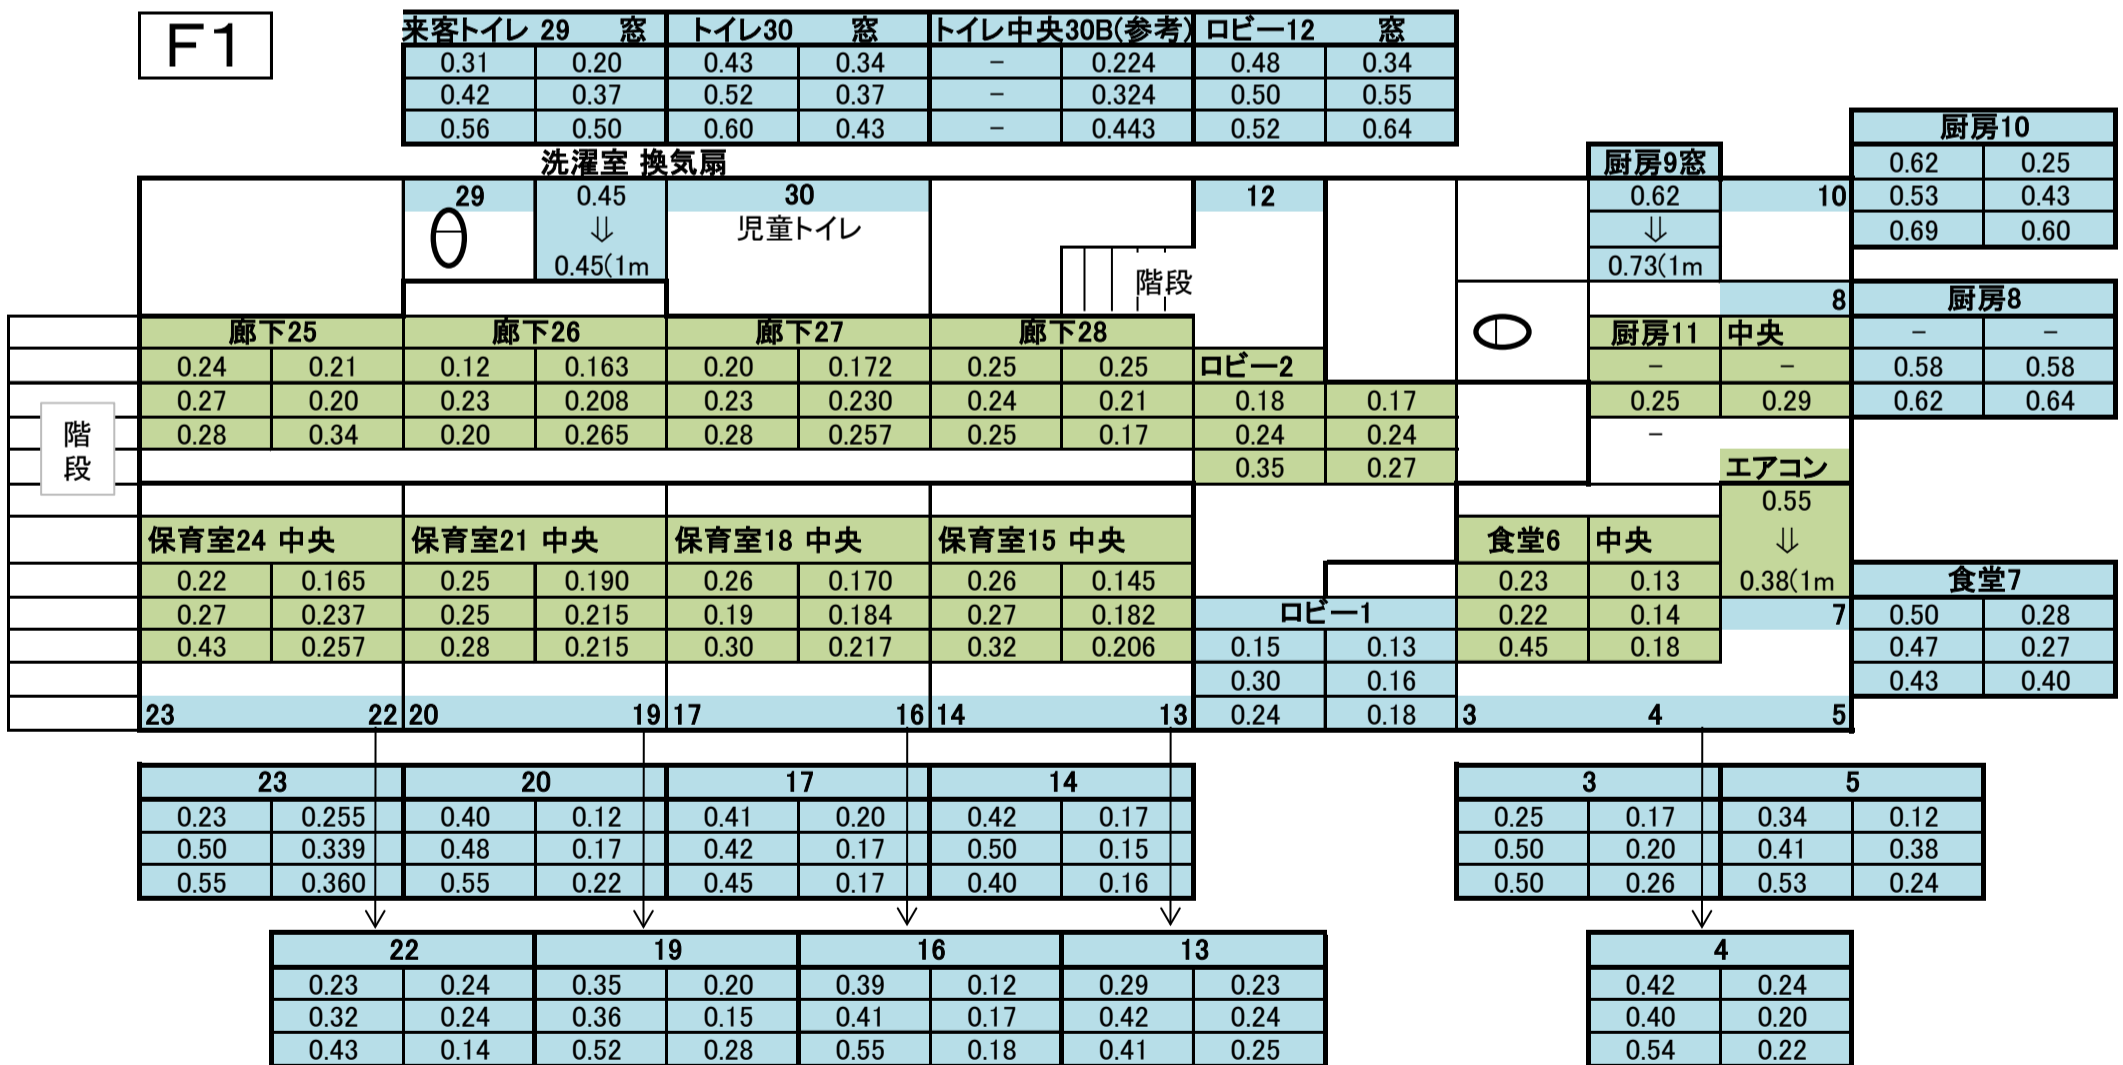 F1
来客トイレ 29 窓 トイレ30 窓 トイレ中央30B(参考) ロビー12 窓
0.31 0.20 0.43 0.34 － 0.224 0.48 0.34
0.42 0.37 0.52 0.37 － 0.324 0.50 0.55
0.56 0.50 0.60 0.43 － 0.443 0.52 0.64
厨房10
0.62 0.25
0.53 0.43
0.69 0.60
洗濯室 換気扇
厨房9窓
29 0.45 30 12 0.62 10
⇓ 児童トイレ ⇓
0.45(1m 0.73(1m
階段
8
厨房8
－ －
0.58 0.58
0.62 0.64
廊下25 廊下26 廊下27 廊下28
0.24 0.21 0.12 0.163 0.20 0.172 0.25 0.25
0.27 0.20 0.23 0.208 0.23 0.230 0.24 0.21
0.28 0.34 0.20 0.265 0.28 0.257 0.25 0.17
ロビー2
0.18 0.17
0.24 0.24
0.35 0.27
厨房11 中央
－ －
0.25 0.29
－
階
段
エアコン
0.55
⇓
0.38(1m
保育室24 中央 保育室21 中央 保育室18 中央 保育室15 中央
0.22 0.165 0.25 0.190 0.26 0.170 0.26 0.145
0.27 0.237 0.25 0.215 0.19 0.184 0.27 0.182
0.43 0.257 0.28 0.215 0.30 0.217 0.32 0.206
食堂6 中央
0.23 0.13
0.22 0.14
0.45 0.18
7
食堂7
0.50 0.28
0.47 0.27
0.43 0.40
ロビー1
0.15 0.13
0.30 0.16
0.24 0.18
23 22 20 19 17 16 14 13 3 4 5
23 20 17 14
0.23 0.255 0.40 0.12 0.41 0.20 0.42 0.17
0.50 0.339 0.48 0.17 0.42 0.17 0.50 0.15
0.55 0.360 0.55 0.22 0.45 0.17 0.40 0.16
3 5
0.25 0.17 0.34 0.12
0.50 0.20 0.41 0.38
0.50 0.26 0.53 0.24
22 19 16 13
0.23 0.24 0.35 0.20 0.39 0.12 0.29 0.23
0.32 0.24 0.36 0.15 0.41 0.17 0.42 0.24
0.43 0.14 0.52 0.28 0.55 0.18 0.41 0.25
4
0.42 0.24
0.40 0.20
0.54 0.22